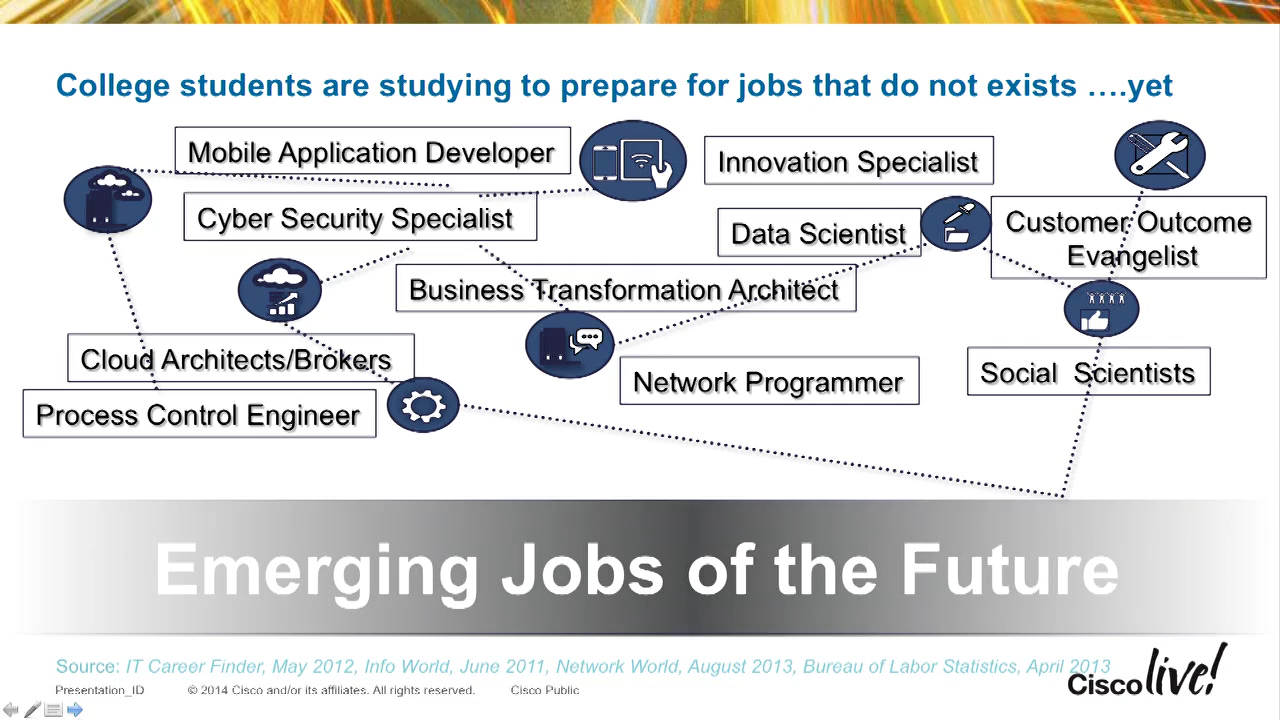 College students are studying to prepare for jobs that do not exists ….yet
Mobile Application Developer
Innovation Specialist
Cyber Security Specialist
Data Scientist
Customer Outcome
Evangelist
Business Transformation Architect
Cloud Architects/Brokers
Network Programmer
Social Scientists
Process Control Engineer
Emerging Jobs of the Future
Source: IT Career Finder, May 2012, Info World, June 2011, Network World, August 2013, Bureau of Labor Statistics, April 2013
Presentation_ID © 2014 Cisco and/or its affiliates. All rights reserved. Cisco Public
Cisco live!